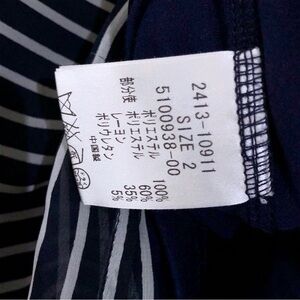 2413-10911
SIZE 2
5100938-00
部分使
ポリエステル 100%
ポリエステル 60%
レーヨン 35%
ポリウレタン 5%
中国製